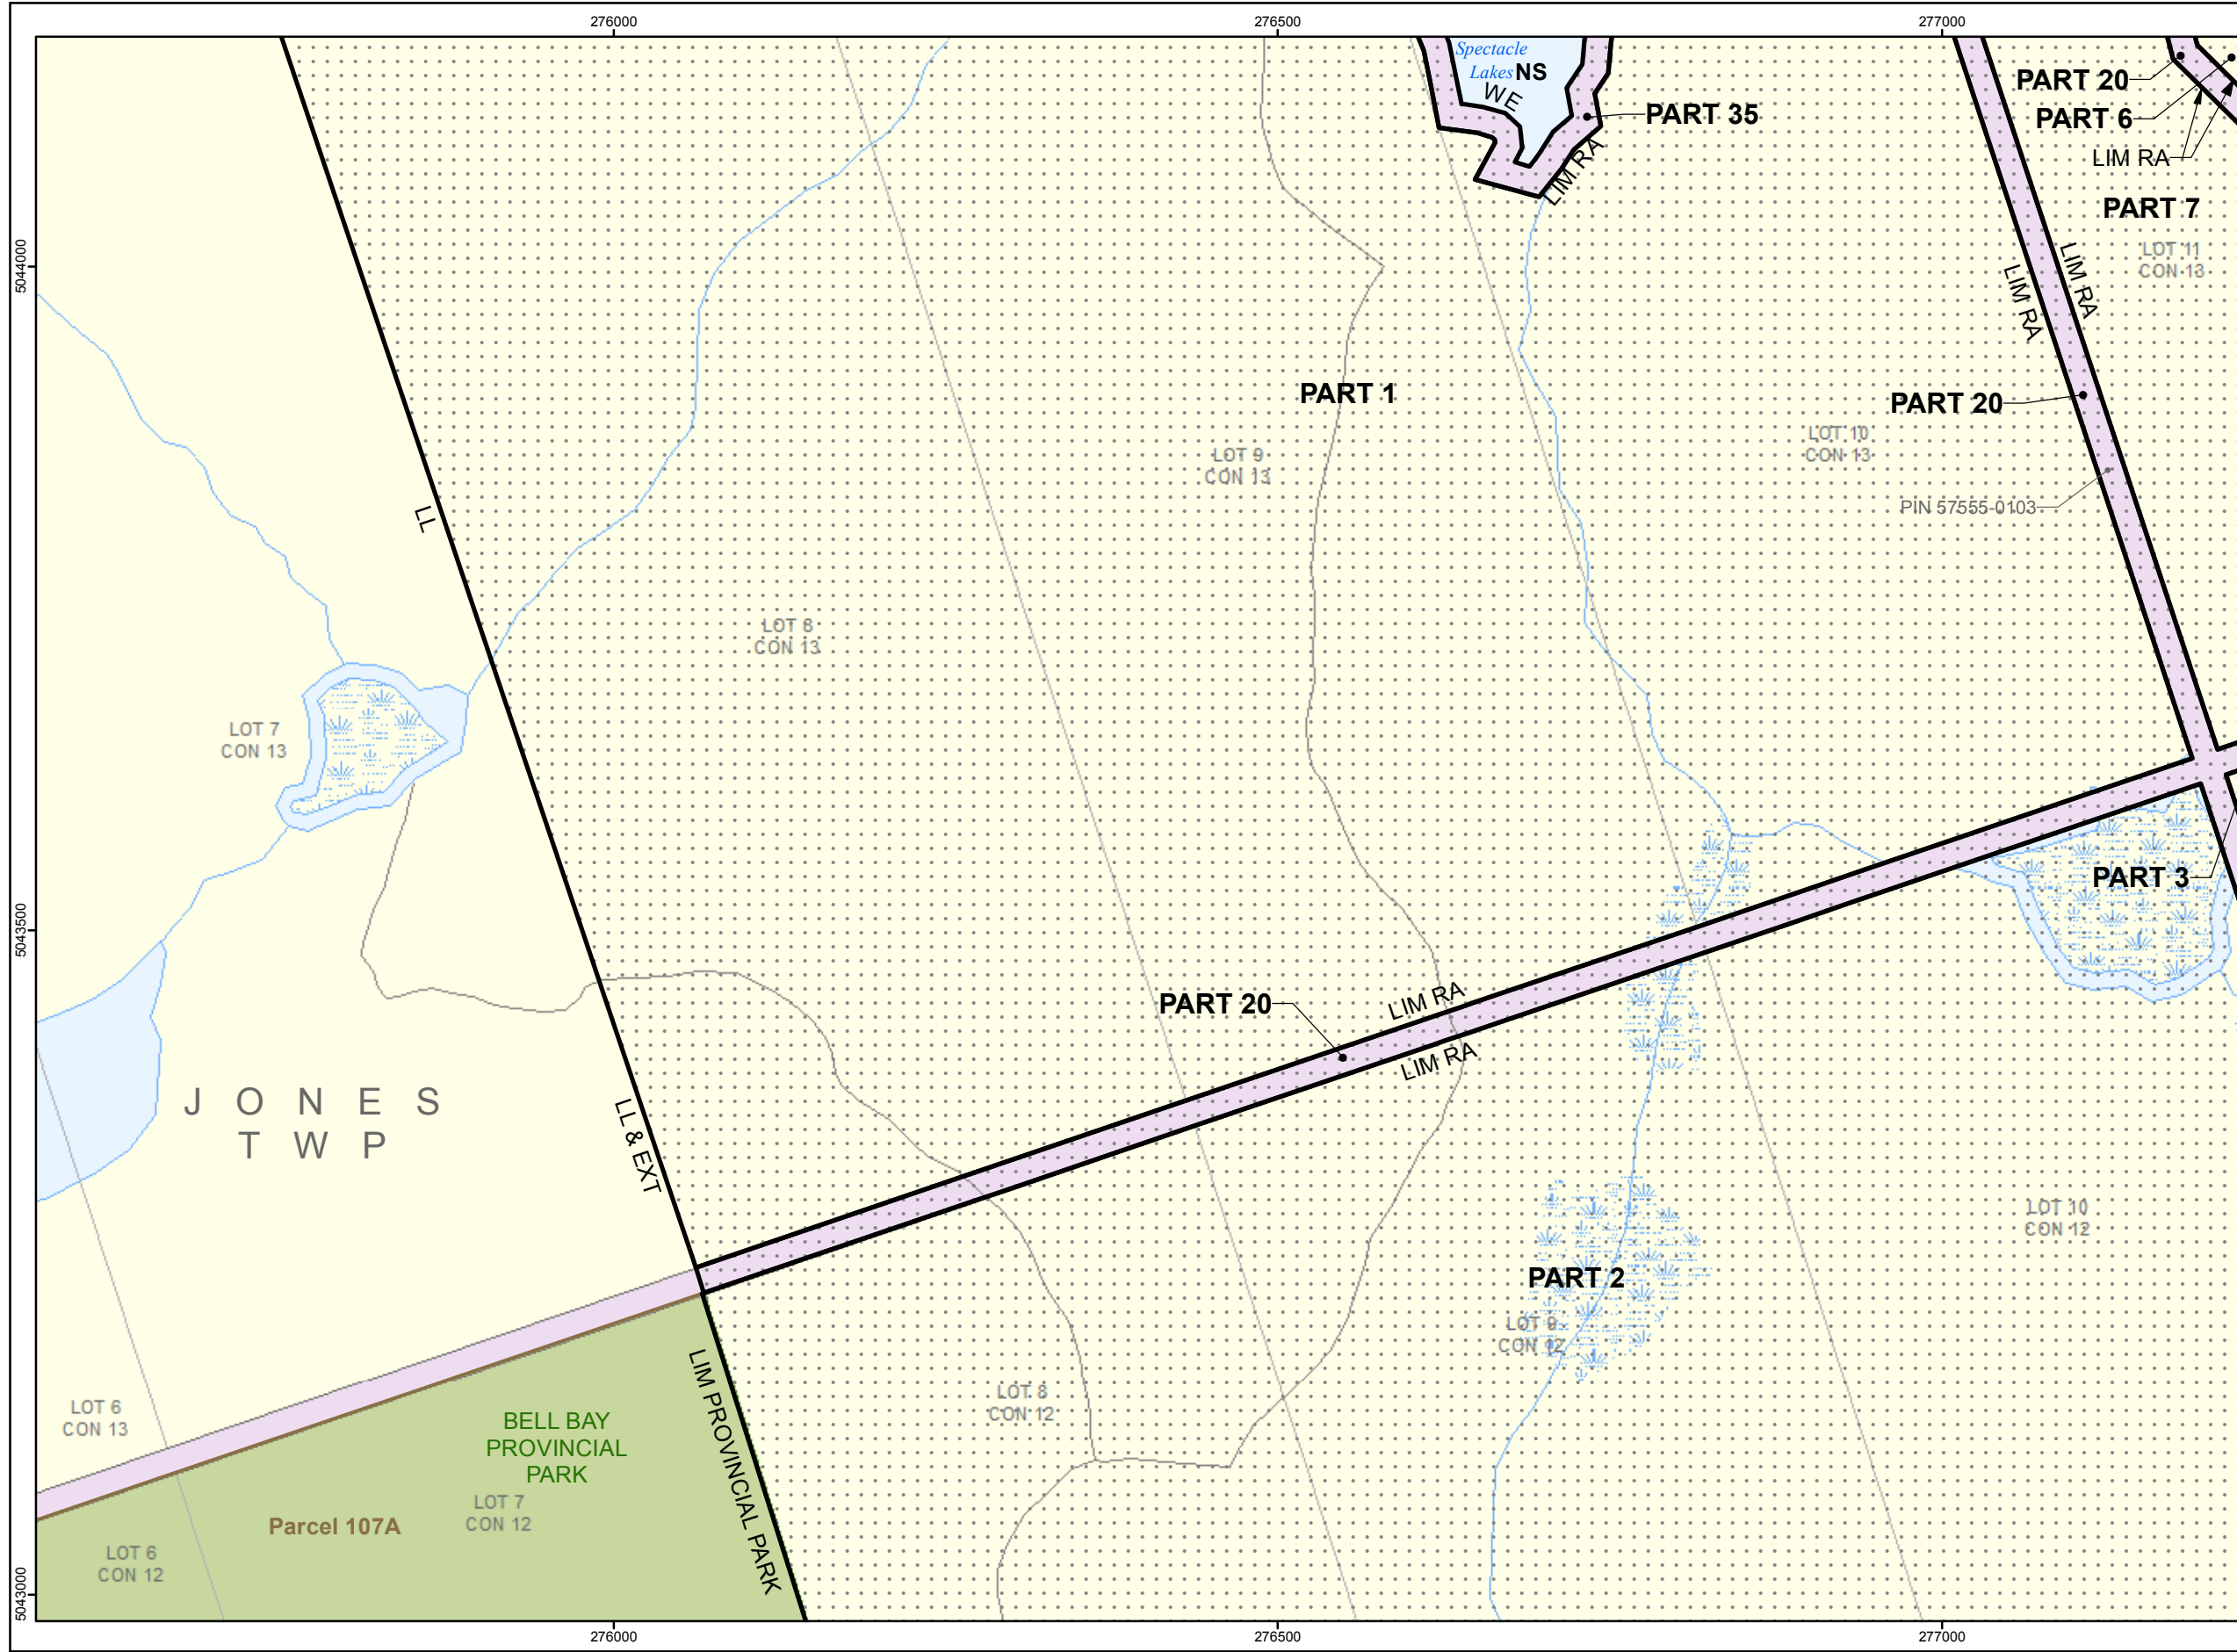 276000
276500
277000
Spectacle
Lakes NS
WE
PART 35
LIM RA
PART 20
PART 6
LIM RA
PART 7
LOT 11
CON 13
5044000
LIM RA
LIM RA
PART 1
PART 20
LOT 10
CON 13
LOT 9
CON 13
PIN 57555-0103
LL
LOT 8
CON 13
LOT 7
CON 13
PART 3
5043500
PART 20
LIM RA
LIM RA
JONES
TWP
LL & EXT
LOT 10
CON 12
PART 2
LOT 9
CON 12
LOT 8
CON 12
LIM PROVINCIAL PARK
LOT 6
CON 13
BELL BAY
PROVINCIAL
PARK
LOT 7
CON 12
Parcel 107A
LOT 6
CON 12
5043000
276000
276500
277000